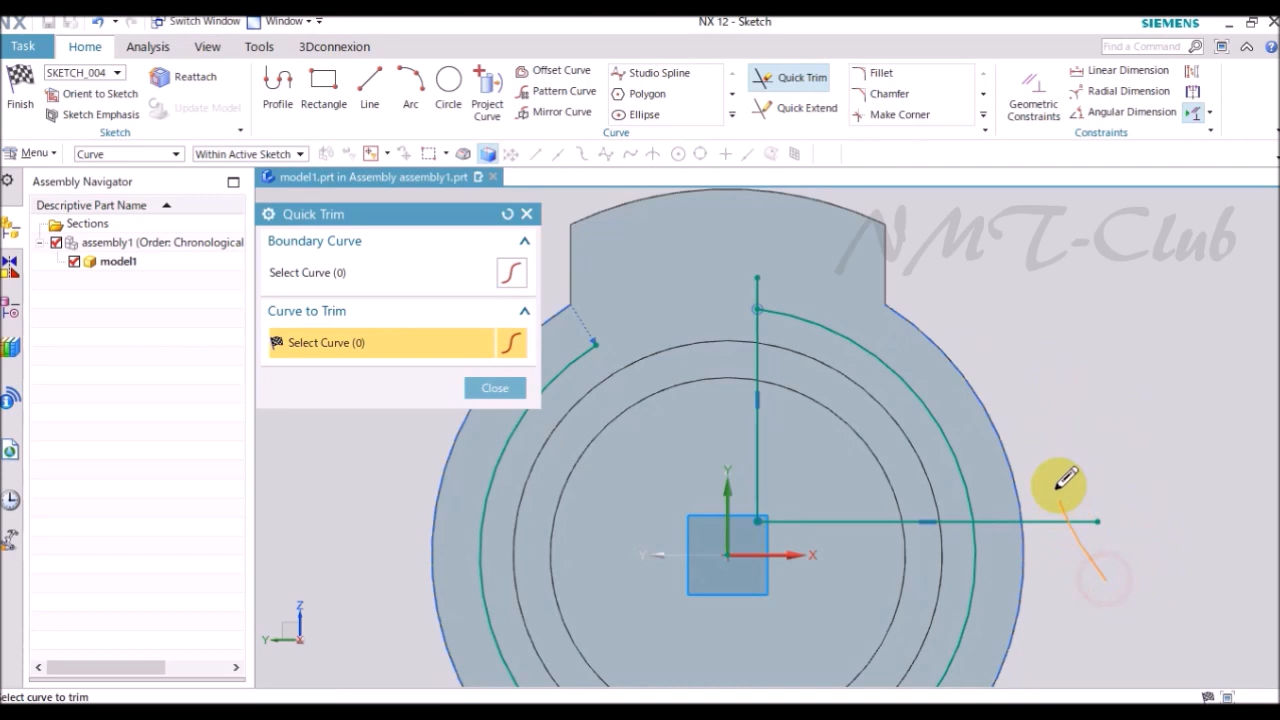 NX Switch Window Window NX 12 - Sketch SIEMENS
Task Home Analysis View Tools 3Dconnexion Find a Command
SKETCH_004 Reattach Offset Curve Studio Spline Quick Trim Fillet Linear Dimension
Orient to Sketch Pattern Curve Polygon Chamfer Radial Dimension
Finish Sketch Emphasis Update Model Profile Rectangle Line Arc Circle Project Curve Mirror Curve Ellipse Quick Extend Make Corner Geometric Constraints Angular Dimension
Sketch Curve Constraints
Menu Curve Within Active Sketch
Assembly Navigator model1.prt in Assembly assembly1.prt
Descriptive Part Name
Sections
assembly1 (Order: Chronological
model1
Quick Trim
Boundary Curve
Select Curve (0)
Curve to Trim
Select Curve (0)
Close
NMT-Club
Y
Y X
Z
Y X
elect curve to trim